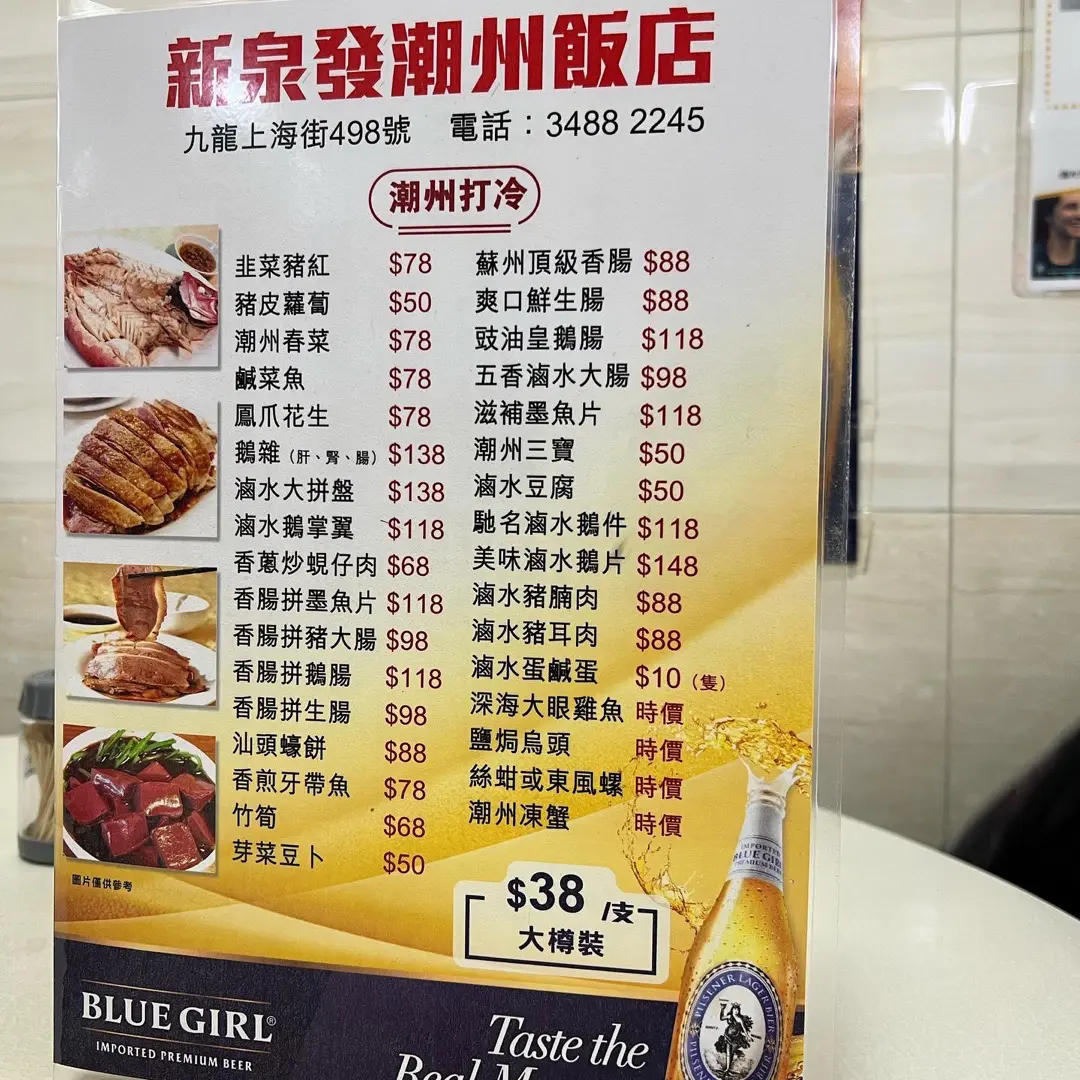 新泉發潮州飯店
九龍上海街498號 電話：3488 2245
潮州打冷
韭菜豬紅 $78
豬皮蘿蔔 $50
潮州春菜 $78
鹹菜魚 $78
鳳爪花生 $78
鵝雜（肝、腎、腸） $138
滷水大拼盤 $138
滷水鵝掌翼 $118
香蔥炒蜆仔肉 $68
香腸拼墨魚片 $118
香腸拼豬大腸 $98
香腸拼鵝腸 $118
香腸拼生腸 $98
汕頭蠔餅 $88
香煎牙帶魚 $78
竹筍 $68
芽菜豆卜 $50
蘇州頂級香腸 $88
爽口鮮生腸 $88
豉油皇鵝腸 $118
五香滷水大腸 $98
滋補墨魚片 $118
潮州三寶 $50
滷水豆腐 $50
馳名滷水鵝件 $118
美味滷水鵝片 $148
滷水豬腩肉 $88
滷水豬耳肉 $88
滷水蛋鹹蛋 $10（隻）
深海大眼雞魚 時價
鹽焗烏頭 時價
絲蚶或東風螺 時價
潮州凍蟹 時價
圖片僅供參考
$38 /支
大樽裝
BLUE GIRL®
IMPORTED PREMIUM BEER
Taste the
Real
IMPORTED
BLUE GIRL
PREMIUM BEER
PILSENER LAGER BIER